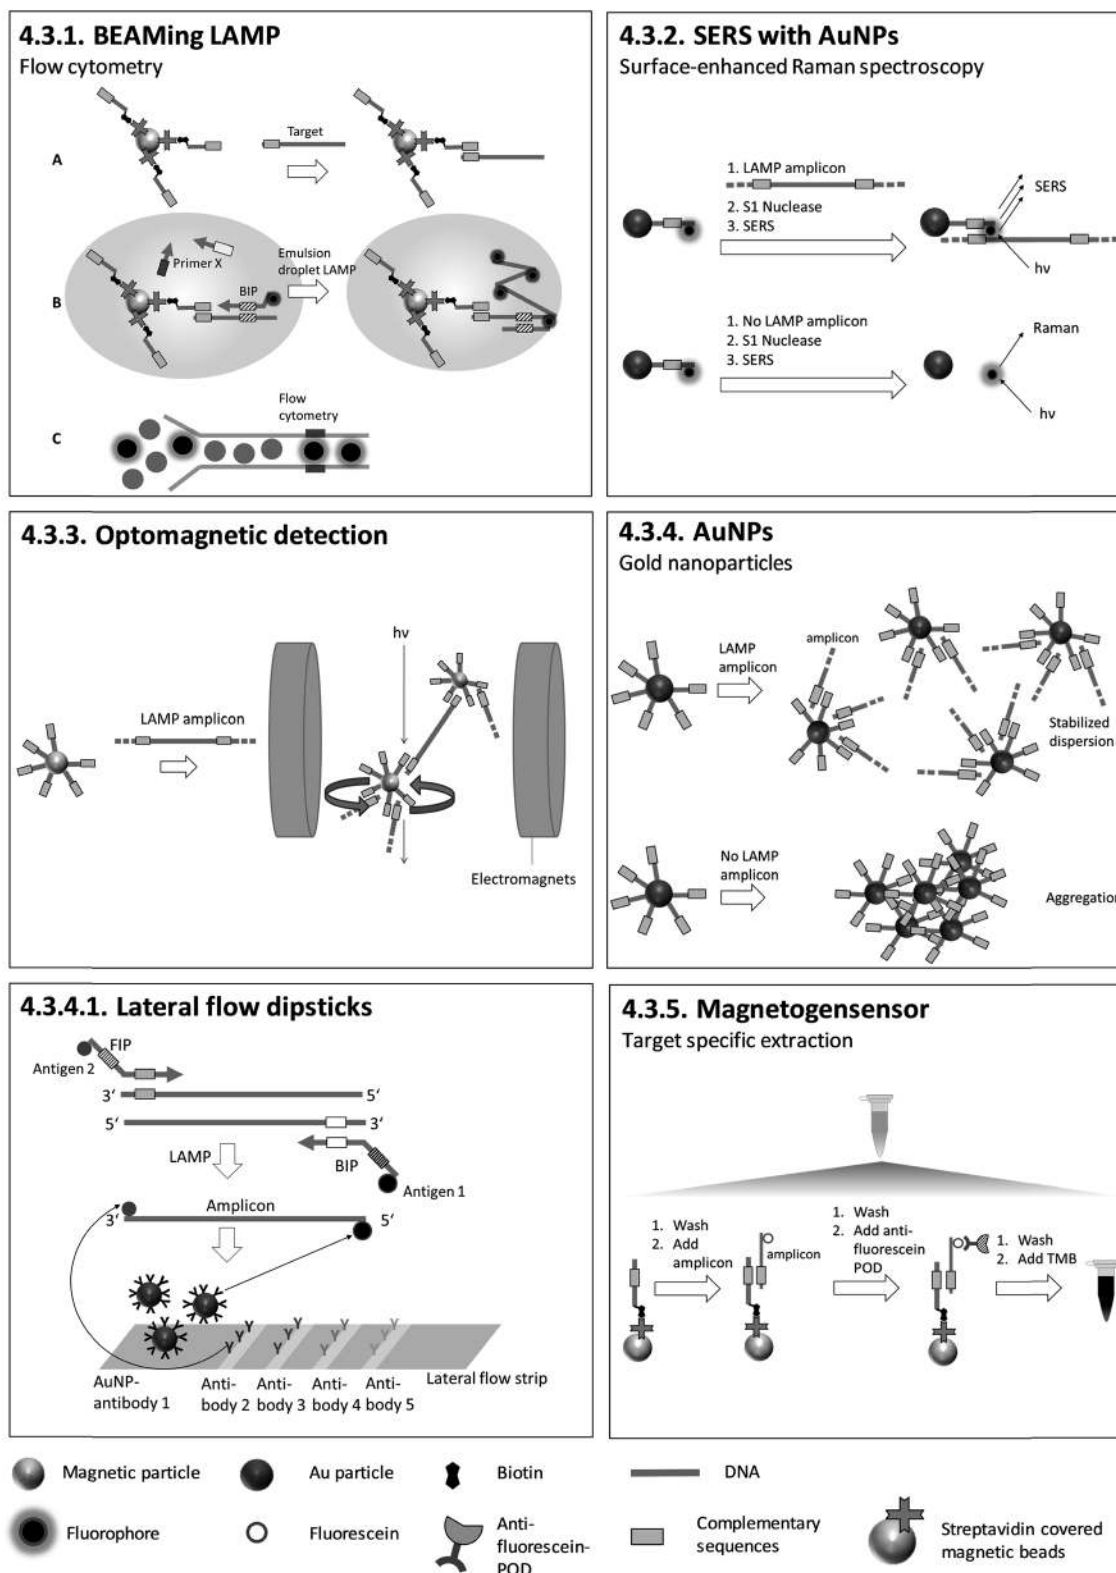 4.3.1. BEAMing LAMP
Flow cytometry
A
Target
B
Primer X
BIP
Emulsion
droplet LAMP
C
Flow
cytometry
4.3.2. SERS with AuNPs
Surface-enhanced Raman spectroscopy
1. LAMP amplicon
2. S1 Nuclease
3. SERS
SERS
hν
1. No LAMP amplicon
2. S1 Nuclease
3. SERS
Raman
hν
4.3.3. Optomagnetic detection
hν
LAMP amplicon
Electromagnets
4.3.4. AuNPs
Gold nanoparticles
LAMP
amplicon
amplicon
Stabilized
dispersion
No LAMP
amplicon
Aggregation
4.3.4.1. Lateral flow dipsticks
FIP
Antigen 2
3‘ 5‘
5‘ 3‘
LAMP
BIP
Antigen 1
Amplicon
3‘ 5‘
Lateral flow strip
AuNP- Anti- Anti- Anti- Anti-
antibody 1 body 2 body 3 body 4 body 5
4.3.5. Magnetogensensor
Target specific extraction
1. Wash
2. Add
amplicon
amplicon
1. Wash
2. Add anti-
fluorescein
POD
1. Wash
2. Add TMB
Magnetic particle
Au particle
Biotin
DNA
Fluorophore
Fluorescein
Anti-
fluorescein-
POD
Complementary
sequences
Streptavidin covered
magnetic beads